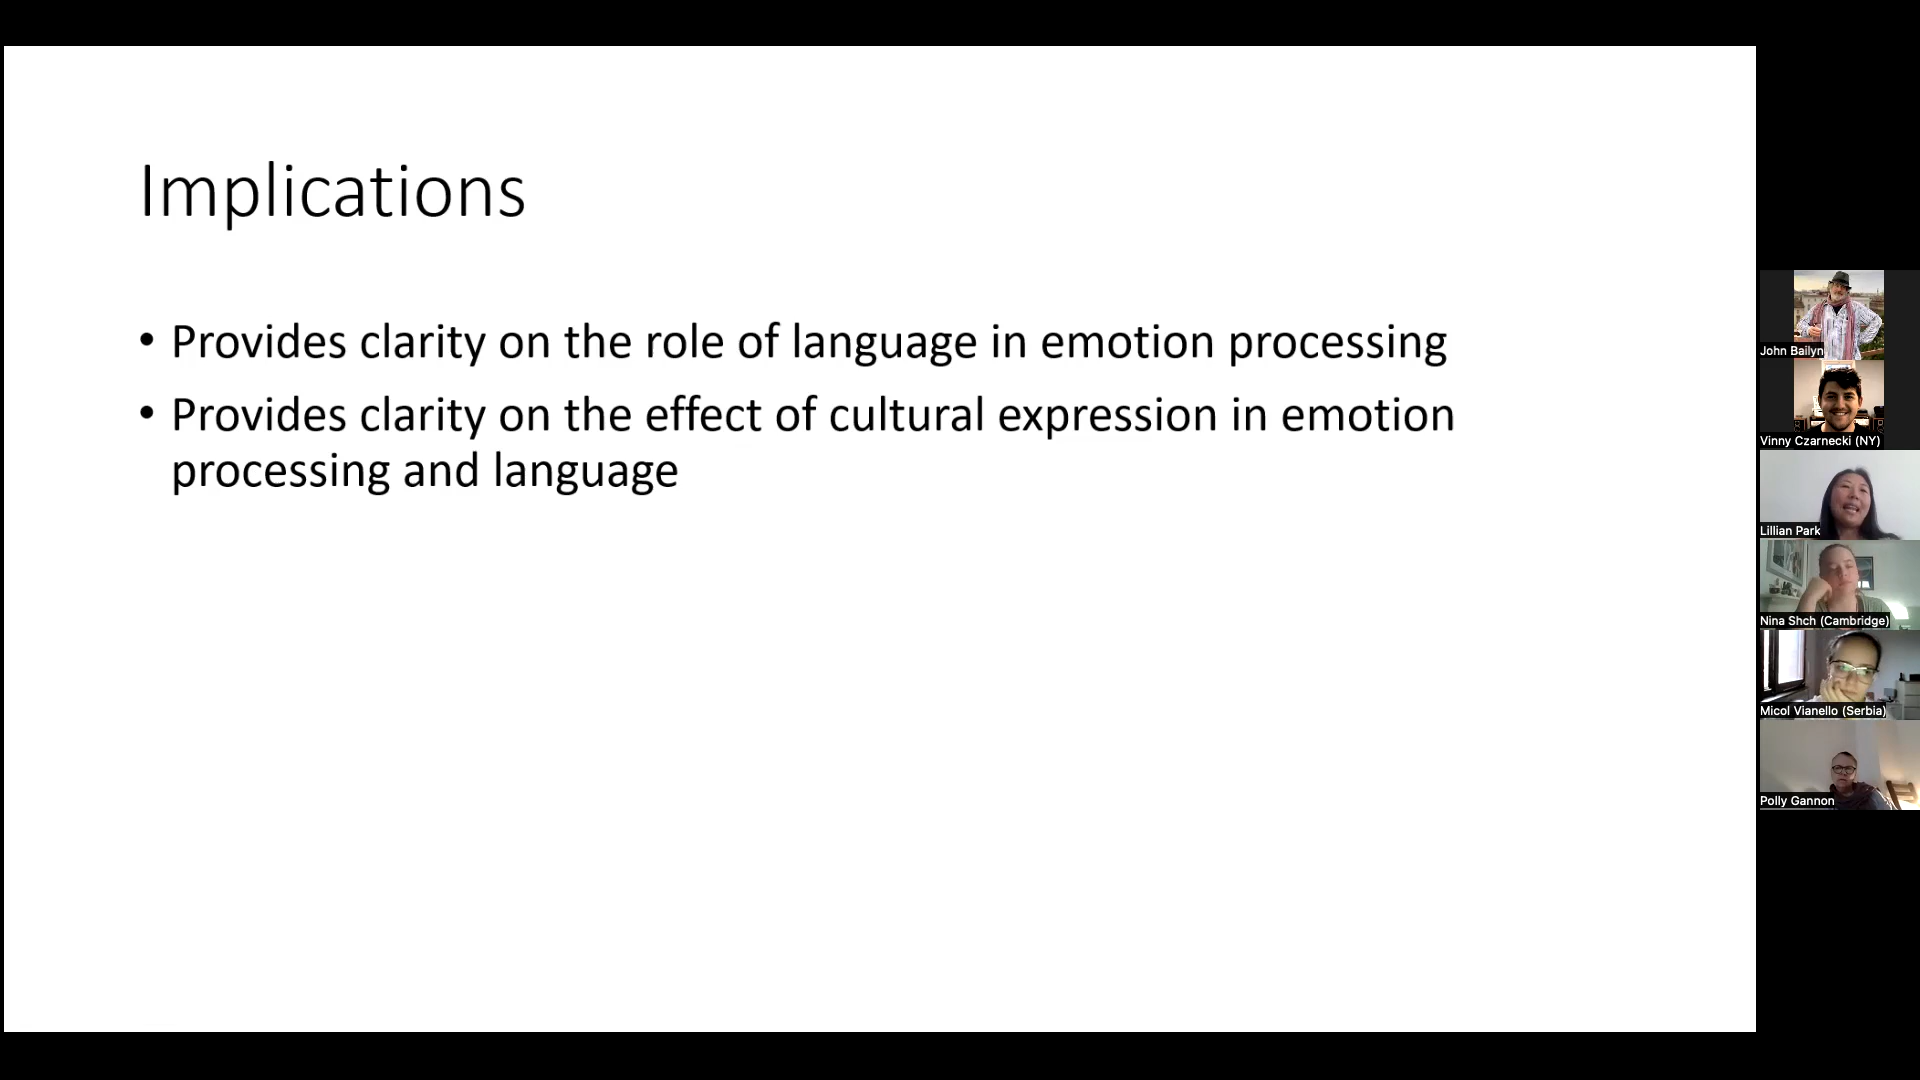 Implications
• Provides clarity on the role of language in emotion processing
• Provides clarity on the effect of cultural expression in emotion
processing and language
John Bailyn
Vinny Czarnecki (NY)
Lillian Park
Nina Shch (Cambridge)
Micol Vianello (Serbia)
Polly Gannon